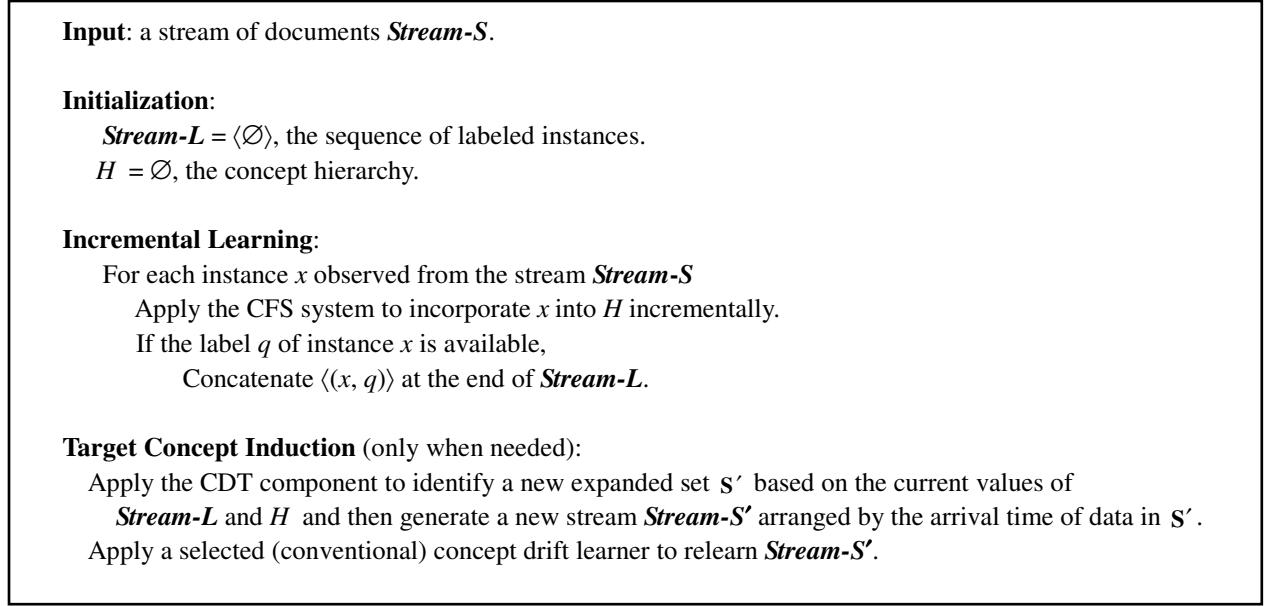 Input: a stream of documents Stream-S.
Initialization:
Stream-L = ⟨∅⟩, the sequence of labeled instances.
H = ∅, the concept hierarchy.
Incremental Learning:
For each instance x observed from the stream Stream-S
Apply the CFS system to incorporate x into H incrementally.
If the label q of instance x is available,
Concatenate ⟨(x, q)⟩ at the end of Stream-L.
Target Concept Induction (only when needed):
Apply the CDT component to identify a new expanded set S′ based on the current values of
Stream-L and H and then generate a new stream Stream-S′ arranged by the arrival time of data in S′.
Apply a selected (conventional) concept drift learner to relearn Stream-S′.